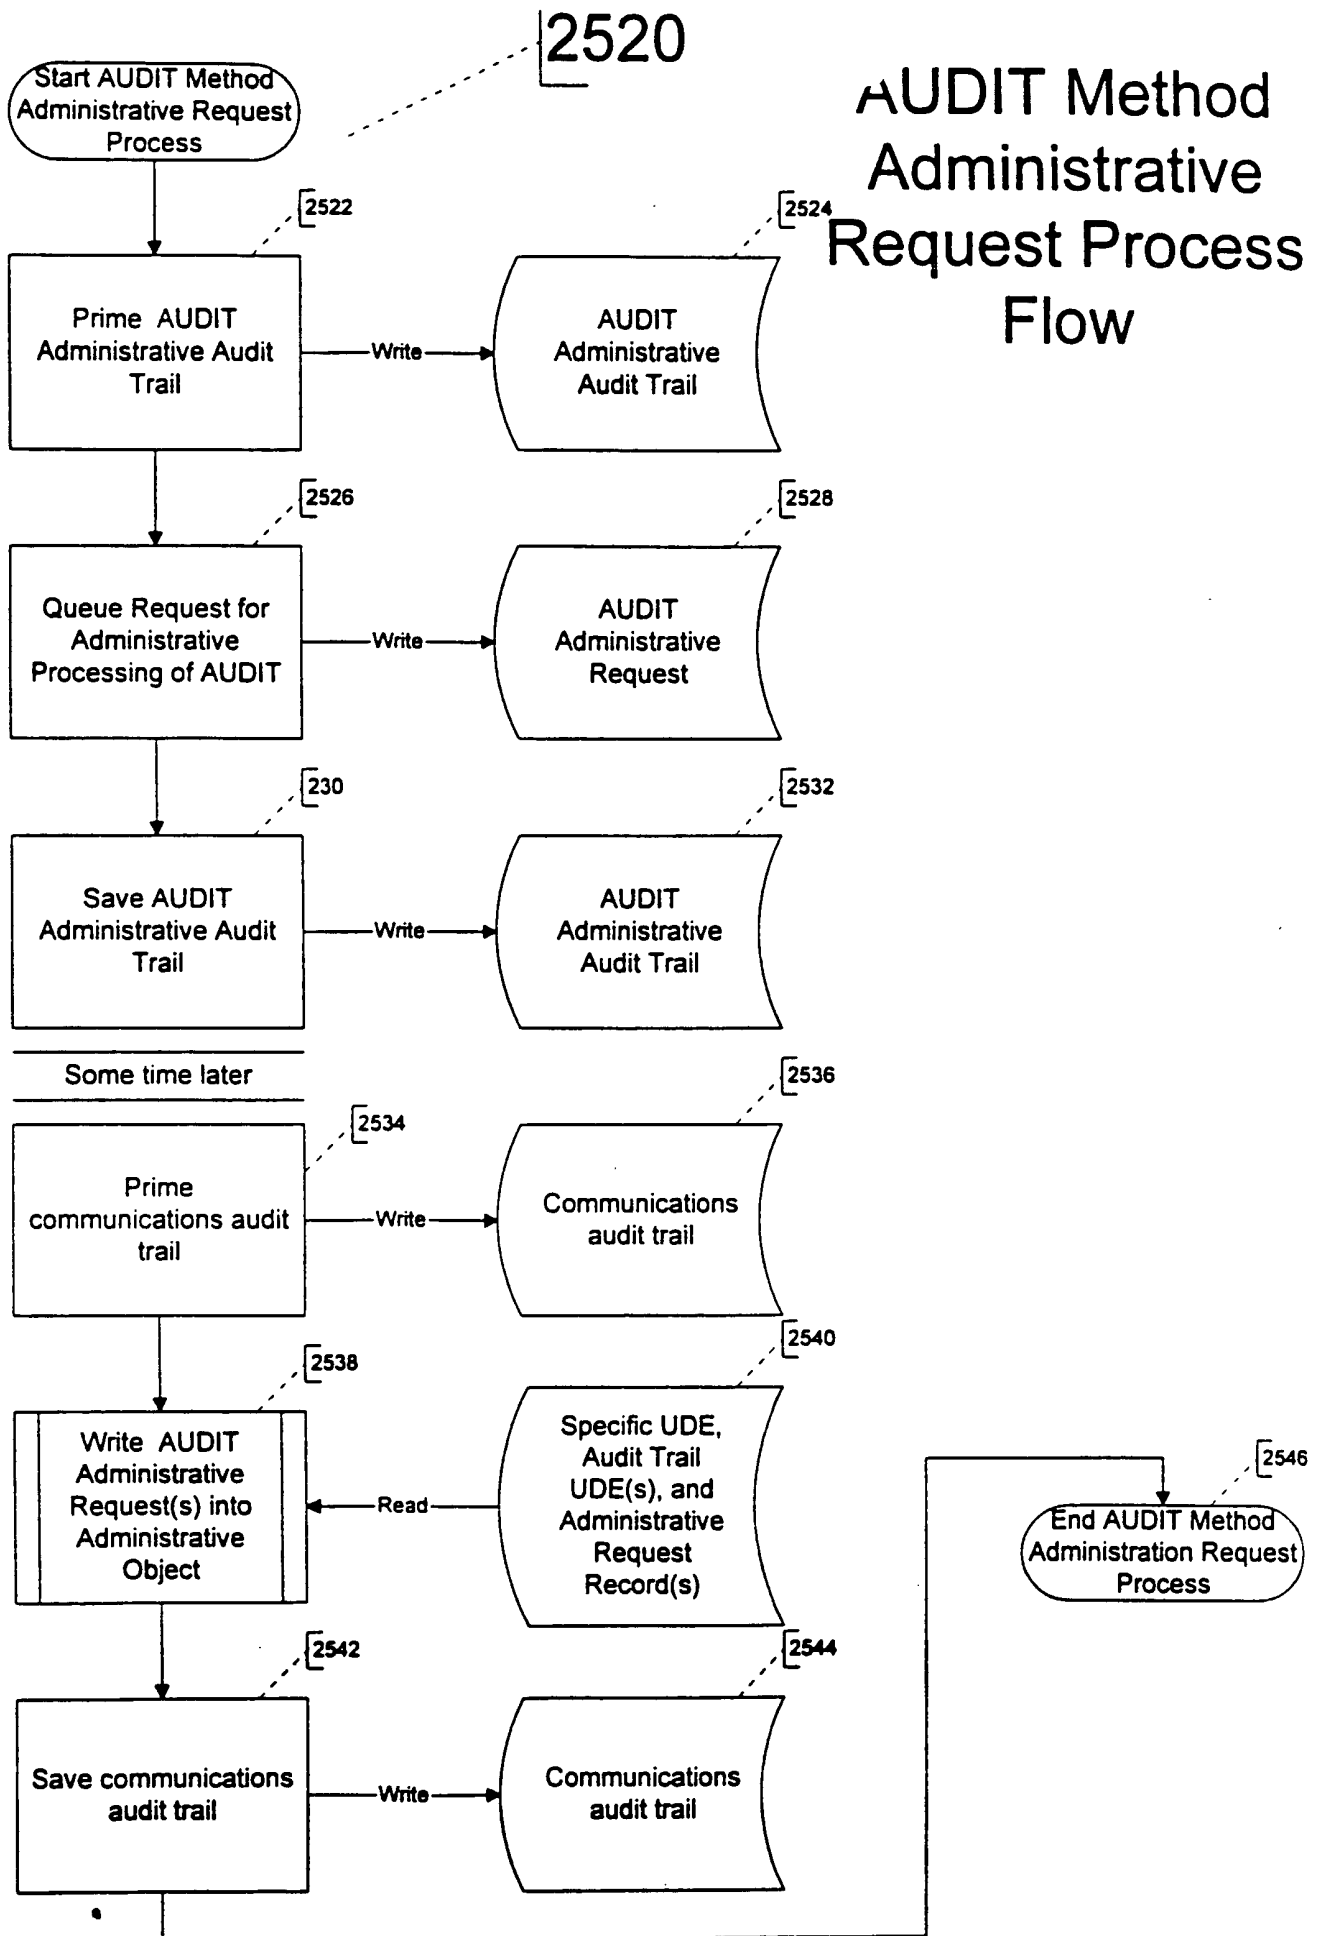 2520
AUDIT Method
Administrative
Request Process
Flow
Start AUDIT Method
Administrative Request
Process
2522
2524
Prime AUDIT
Administrative Audit
Trail
Write
AUDIT
Administrative
Audit Trail
2526
2528
Queue Request for
Administrative
Processing of AUDIT
Write
AUDIT
Administrative
Request
230
2532
Save AUDIT
Administrative Audit
Trail
Write
AUDIT
Administrative
Audit Trail
Some time later
2534
2536
Prime
communications audit
trail
Write
Communications
audit trail
2538
2540
Write AUDIT
Administrative
Request(s) into
Administrative
Object
Read
Specific UDE,
Audit Trail
UDE(s), and
Administrative
Request
Record(s)
2546
End AUDIT Method
Administration Request
Process
2542
2544
Save communications
audit trail
Write
Communications
audit trail